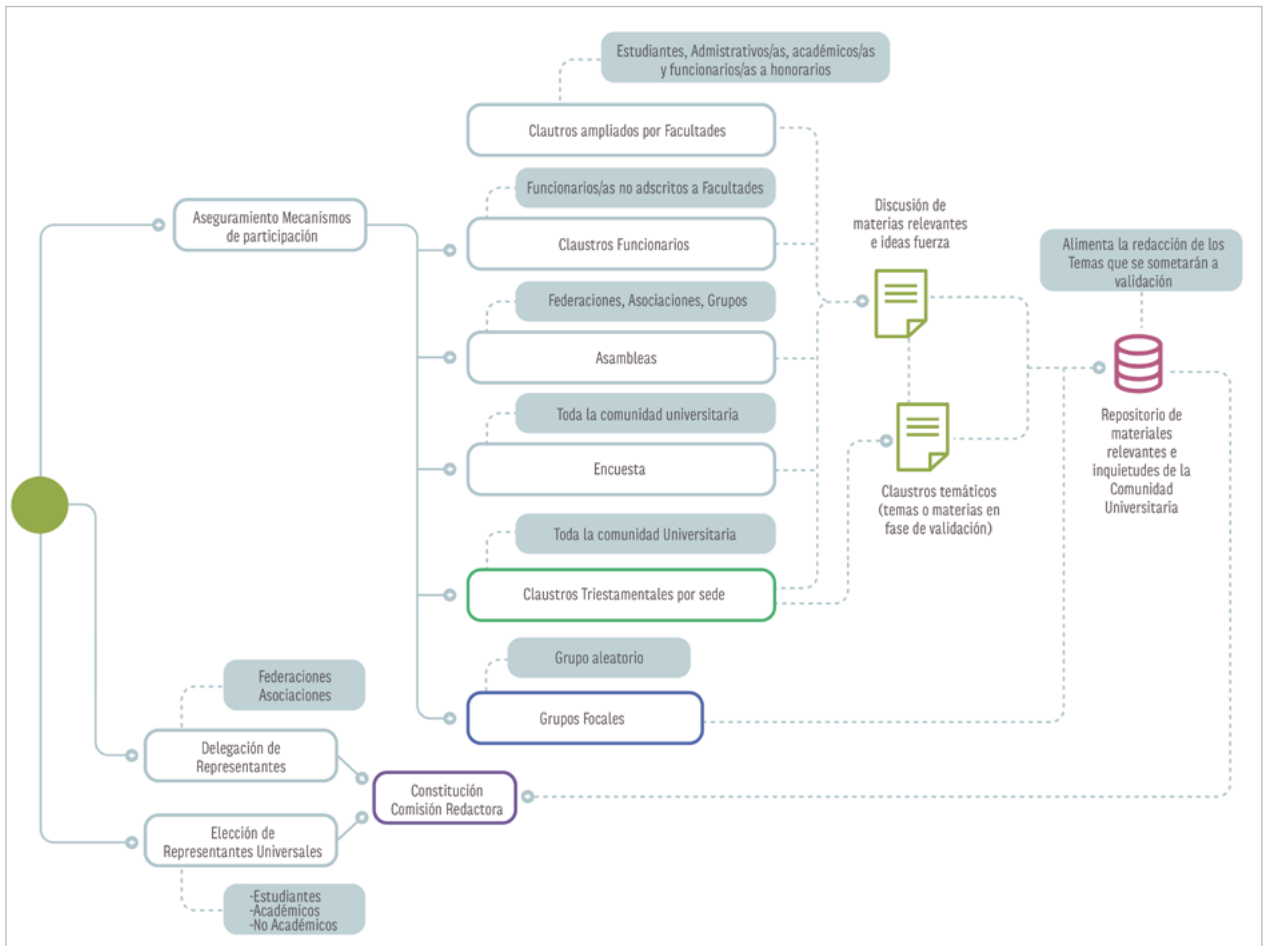 Estudiantes, Admistrativos/as, académicos/as
y funcionarios/as a honorarios
Clautros ampliados por Facultades
Funcionarios/as no adscritos a Facultades
Aseguramiento Mecanísmos
de participación
Claustros Funcionarios
Discusión de
materias relevantes
e ideas fuerza
Alimenta la redacción de los
Temas que se sometarán a
validación
Federaciones, Asociaciones, Grupos
Asambleas
Toda la comunidad universitaria
Encuesta
Repositorio de
materiales
relevantes e
inquietudes de la
Comunidad
Universitaria
Claustros temáticos
(temas o materias en
fase de validación)
Toda la comunidad Universitaria
Claustros Triestamentales por sede
Grupo aleatorio
Grupos Focales
Federaciones
Asociaciones
Delegación de
Representantes
Constitución
Comisión Redactora
Elección de
Representantes Universales
-Estudiantes
-Académicos
-No Académicos